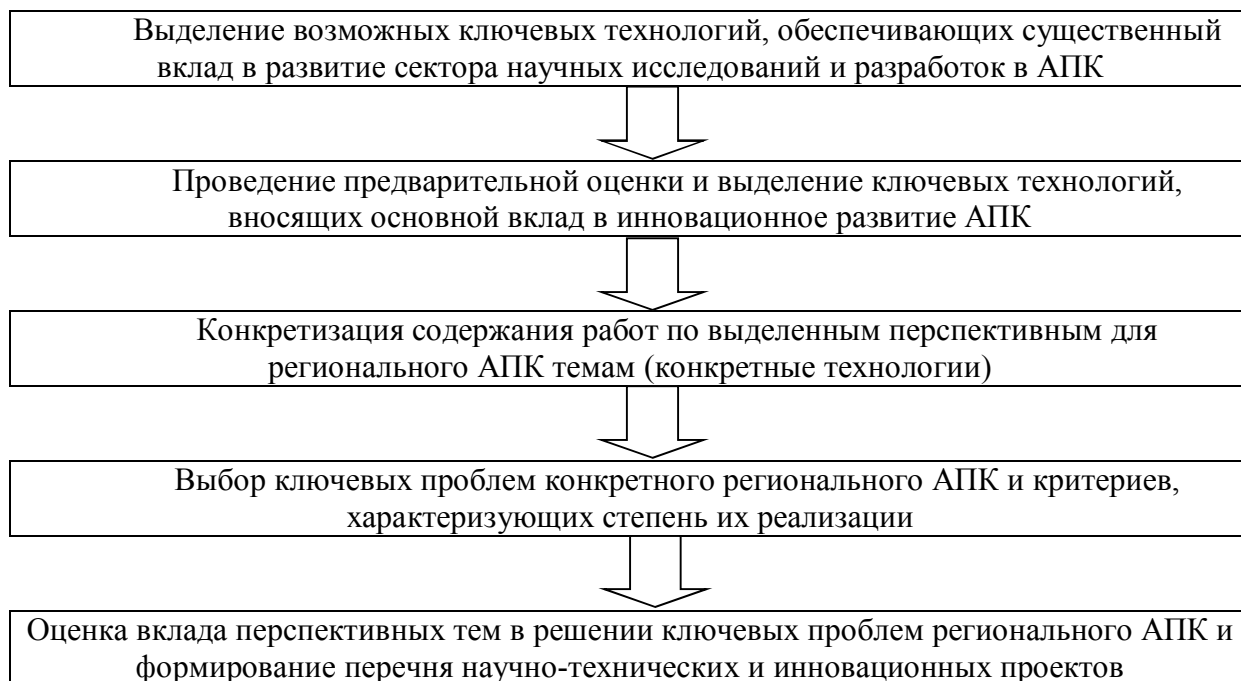 Выделение возможных ключевых технологий, обеспечивающих существенный
вклад в развитие сектора научных исследований и разработок в АПК
Проведение предварительной оценки и выделение ключевых технологий,
вносящих основной вклад в инновационное развитие АПК
Конкретизация содержания работ по выделенным перспективным для
регионального АПК темам (конкретные технологии)
Выбор ключевых проблем конкретного регионального АПК и критериев,
характеризующих степень их реализации
Оценка вклада перспективных тем в решении ключевых проблем регионального АПК и
формирование перечня научно-технических и инновационных проектов